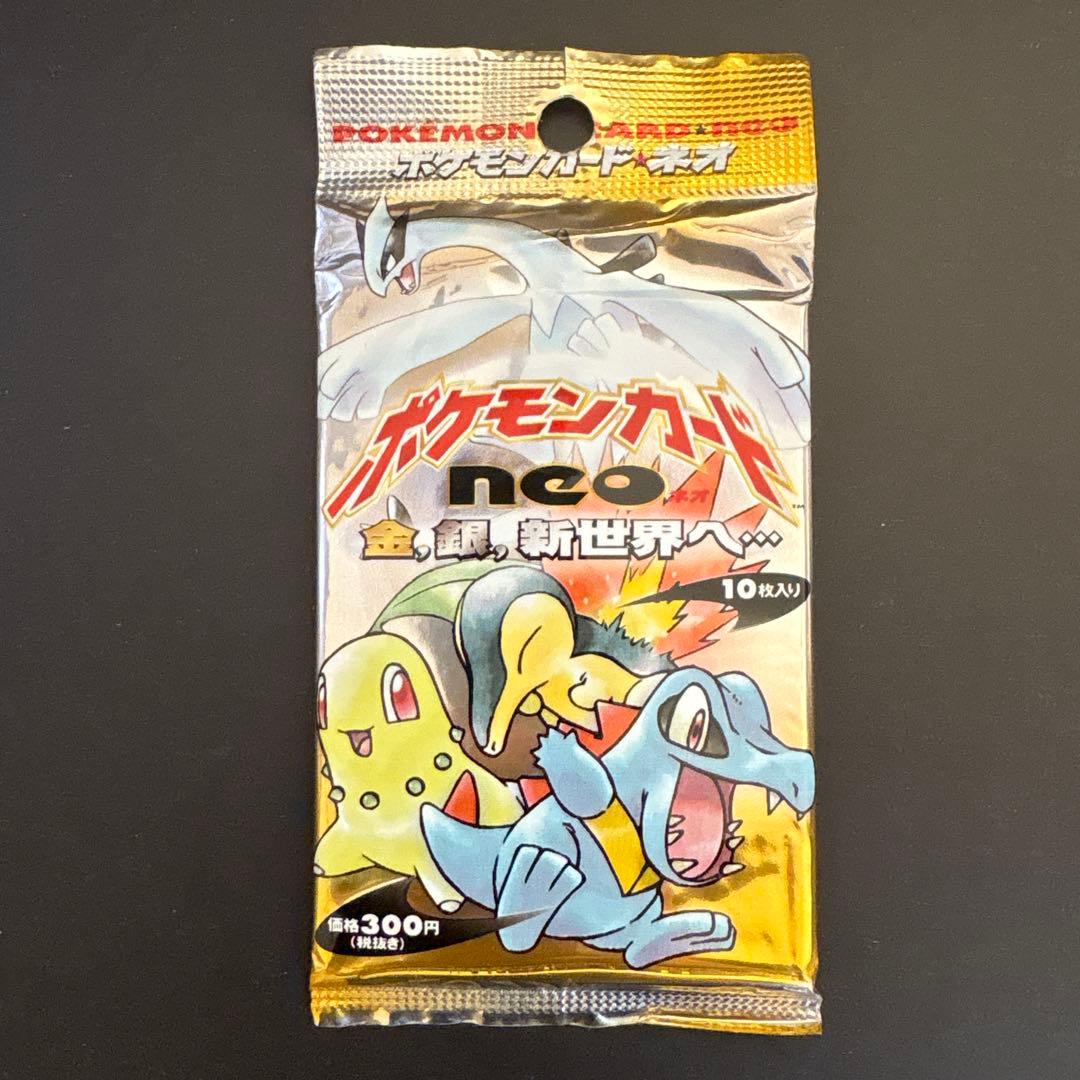 POKÉMON CARD★neo
ポケモンカード★ネオ
ポケモンカード
neo ネオ
TM
金,銀,新世界へ…
10枚入り
価格300円
(税抜き)